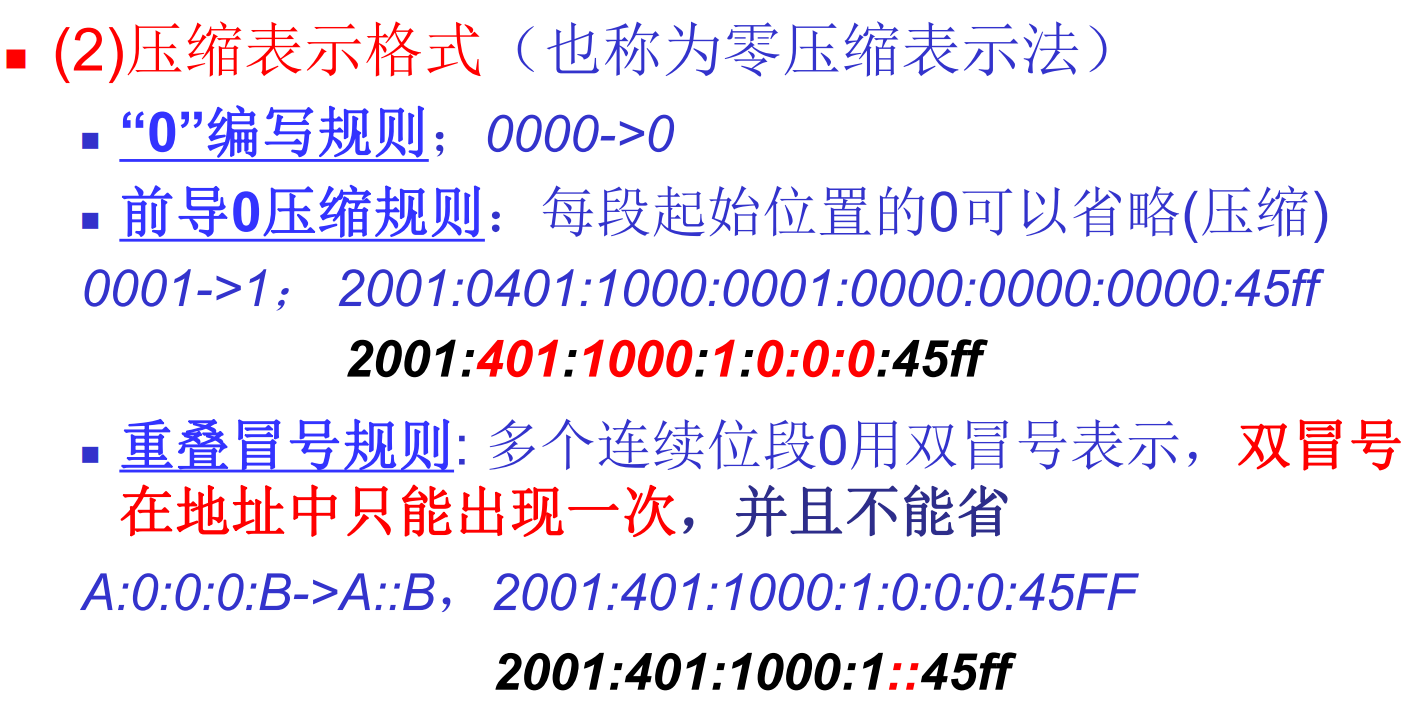 (2)压缩表示格式（也称为零压缩表示法）
“0”编写规则；0000->0
前导0压缩规则：每段起始位置的0可以省略(压缩)
0001->1； 2001:0401:1000:0001:0000:0000:0000:45ff
2001:401:1000:1:0:0:0:45ff
重叠冒号规则: 多个连续位段0用双冒号表示，双冒号
在地址中只能出现一次，并且不能省
A:0:0:0:B->A::B，2001:401:1000:1:0:0:0:45FF
2001:401:1000:1::45ff